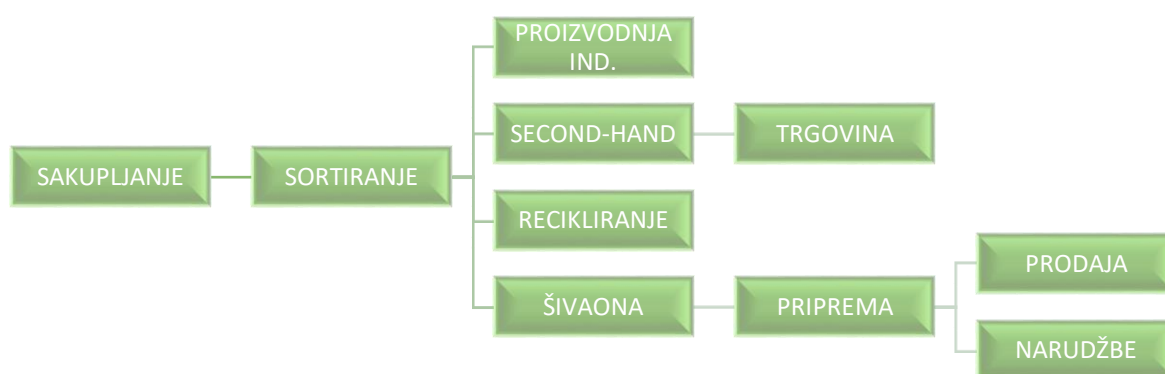 SAKUPLJANJE
SORTIRANJE
PROIZVODNJA
IND.
SECOND-HAND
TRGOVINA
RECIKLIRANJE
ŠIVAONA
PRIPREMA
PRODAJA
NARUDŽBE